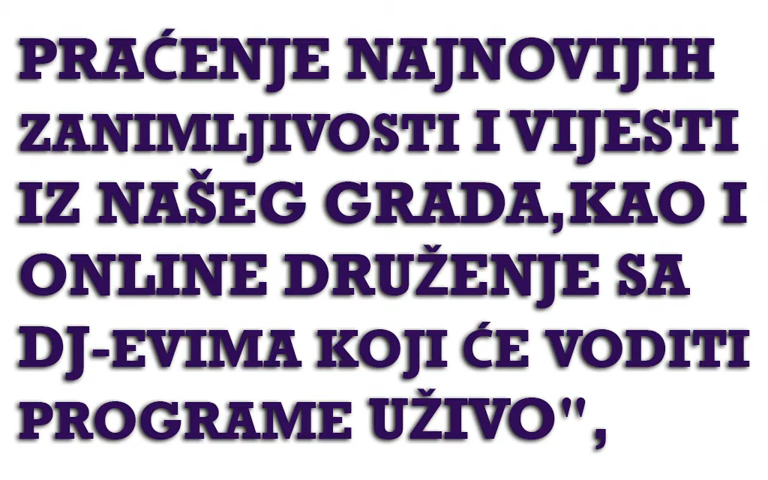 PRAĆENJE NAJNOVIJIH
ZANIMLJIVOSTI I VIJESTI
IZ NAŠEG GRADA,KAO I
ONLINE DRUŽENJE SA
DJ-EVIMA KOJI ĆE VODITI
PROGRAME UŽIVO",